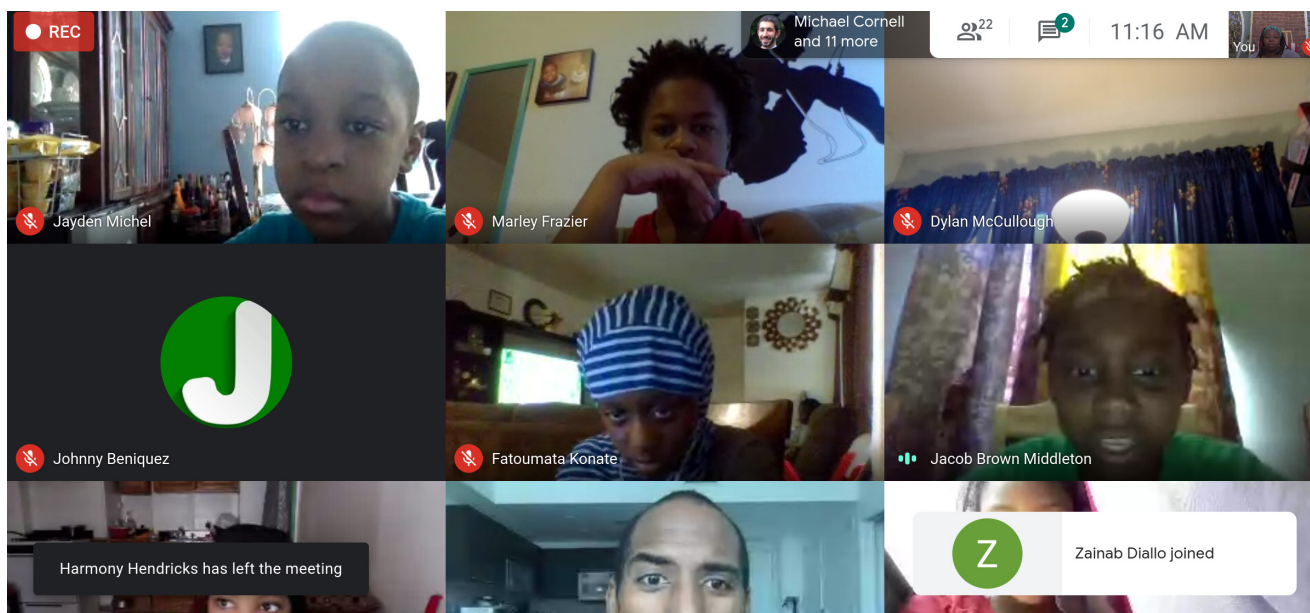 REC
Michael Cornell
and 11 more
22
2
11:16 AM
You
Jayden Michel
Marley Frazier
Dylan McCullough
J
Johnny Beniquez
Fatoumata Konate
Jacob Brown Middleton
Harmony Hendricks has left the meeting
Z
Zainab Diallo joined